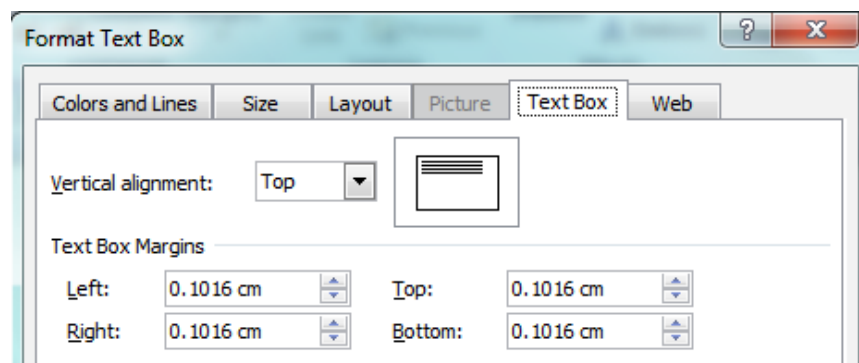 Format Text Box
?
Colors and Lines Size Layout Picture Text Box Web
Vertical alignment: Top
Text Box Margins
Left: 0.1016 cm Top: 0.1016 cm
Right: 0.1016 cm Bottom: 0.1016 cm